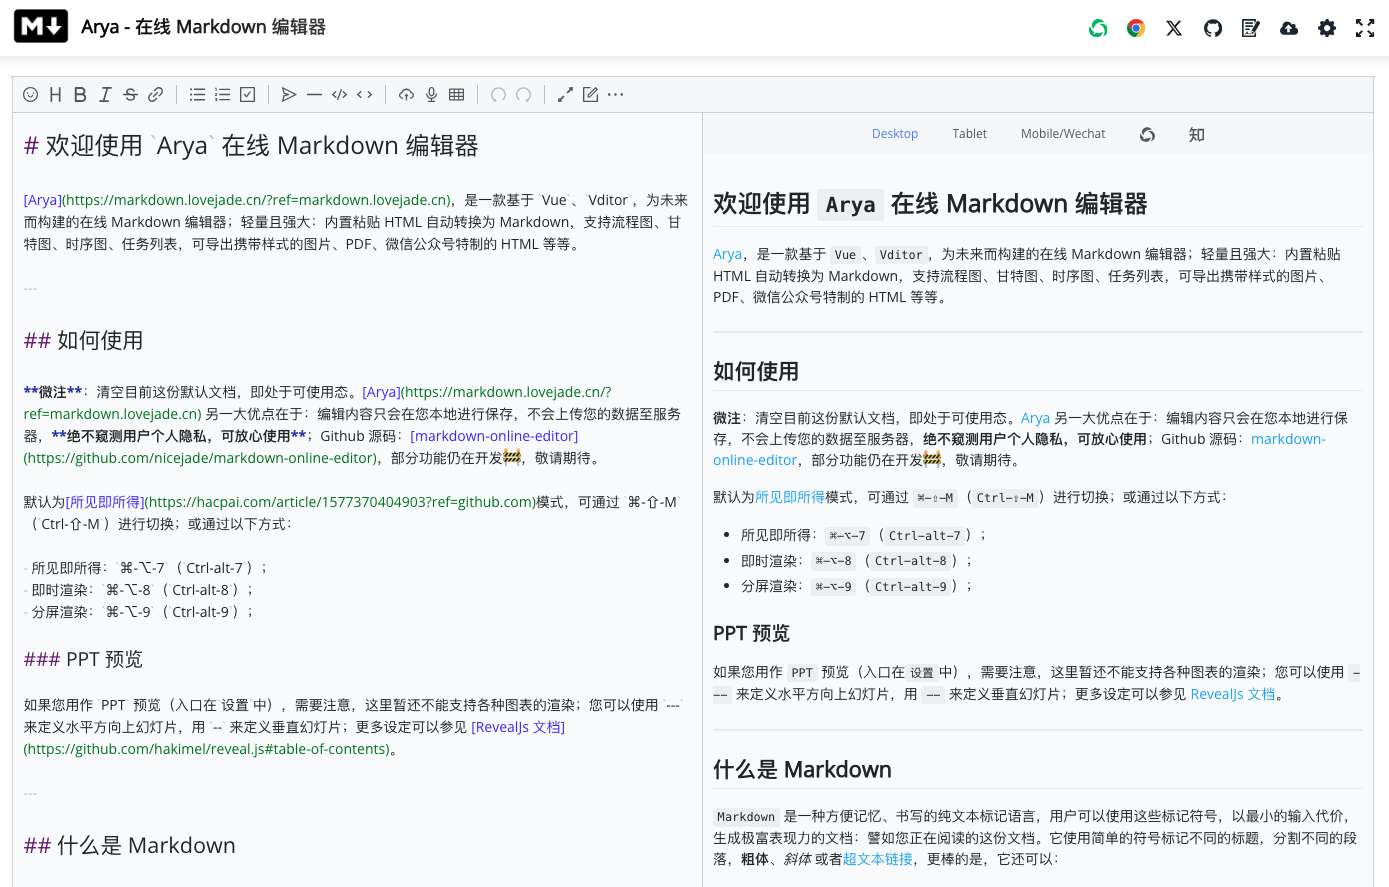 M↓ Arya - 在线 Markdown 编辑器
# 欢迎使用 `Arya` 在线 Markdown 编辑器
[Arya](https://markdown.lovejade.cn/?ref=markdown.lovejade.cn)，是一款基于 `Vue`、`Vditor`，为未来
而构建的在线 Markdown 编辑器；轻量且强大：内置粘贴 HTML 自动转换为 Markdown，支持流程图、甘
特图、时序图、任务列表，可导出携带样式的图片、PDF、微信公众号特制的 HTML 等等。
---
## 如何使用
**微注**：清空目前这份默认文档，即处于可使用态。[Arya](https://markdown.lovejade.cn/?
ref=markdown.lovejade.cn) 另一大优点在于：编辑内容只会在您本地进行保存，不会上传您的数据至服务
器，**绝不窥测用户个人隐私，可放心使用**；Github 源码：[markdown-online-editor]
(https://github.com/nicejade/markdown-online-editor)，部分功能仍在开发🚧，敬请期待。
默认为[所见即所得](https://hacpai.com/article/1577370404903?ref=github.com)模式，可通过 `⌘-⇧-M`
（`Ctrl-⇧-M`）进行切换；或通过以下方式：
- 所见即所得：`⌘-⌥-7`（`Ctrl-alt-7`）；
- 即时渲染：`⌘-⌥-8`（`Ctrl-alt-8`）；
- 分屏渲染：`⌘-⌥-9`（`Ctrl-alt-9`）；
### PPT 预览
如果您用作 `PPT` 预览（入口在`设置`中），需要注意，这里暂还不能支持各种图表的渲染；您可以使用 `---`
来定义水平方向上幻灯片，用 `--` 来定义垂直幻灯片；更多设定可以参见 [RevealJs 文档]
(https://github.com/hakimel/reveal.js#table-of-contents)。
---
## 什么是 Markdown
Desktop Tablet Mobile/Wechat 知
欢迎使用 Arya 在线 Markdown 编辑器
Arya，是一款基于 Vue 、 Vditor，为未来而构建的在线 Markdown 编辑器；轻量且强大：内置粘贴
HTML 自动转换为 Markdown，支持流程图、甘特图、时序图、任务列表，可导出携带样式的图片、
PDF、微信公众号特制的 HTML 等等。
如何使用
微注：清空目前这份默认文档，即处于可使用态。Arya 另一大优点在于：编辑内容只会在您本地进行保
存，不会上传您的数据至服务器，绝不窥测用户个人隐私，可放心使用；Github 源码：markdown-
online-editor，部分功能仍在开发🚧，敬请期待。
默认为所见即所得模式，可通过 ⌘-⇧-M （ Ctrl-⇧-M ）进行切换；或通过以下方式：
• 所见即所得： ⌘-⌥-7 （ Ctrl-alt-7 ）；
• 即时渲染： ⌘-⌥-8 （ Ctrl-alt-8 ）；
• 分屏渲染： ⌘-⌥-9 （ Ctrl-alt-9 ）；
PPT 预览
如果您用作 PPT 预览（入口在 设置 中），需要注意，这里暂还不能支持各种图表的渲染；您可以使用 -
-- 来定义水平方向上幻灯片，用 -- 来定义垂直幻灯片；更多设定可以参见 RevealJs 文档。
什么是 Markdown
Markdown 是一种方便记忆、书写的纯文本标记语言，用户可以使用这些标记符号，以最小的输入代价，
生成极富表现力的文档：譬如您正在阅读的这份文档。它使用简单的符号标记不同的标题，分割不同的段
落，粗体、斜体 或者超文本链接，更棒的是，它还可以：